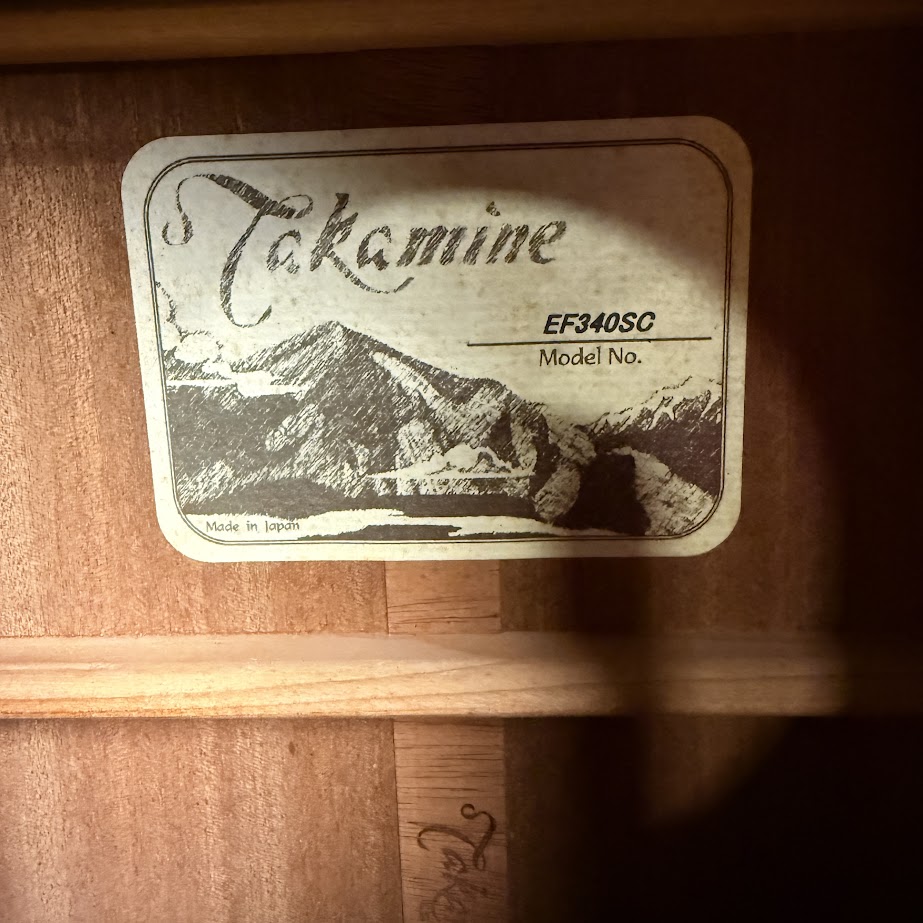 Takamine
EF340SC
Model No.
Made in Japan